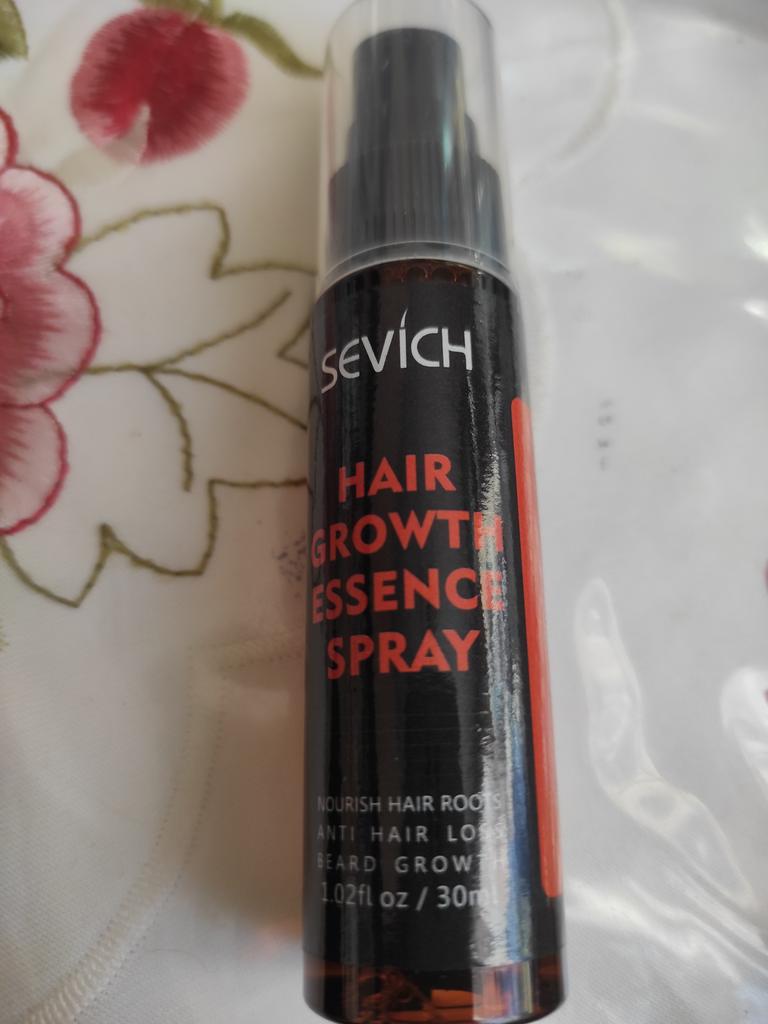 SEVICH
HAIR
GROWTH
ESSENCE
SPRAY
NOURISH HAIR ROOTS
ANTI HAIR LOSS
BEARD GROWTH
1.02fl oz / 30ml